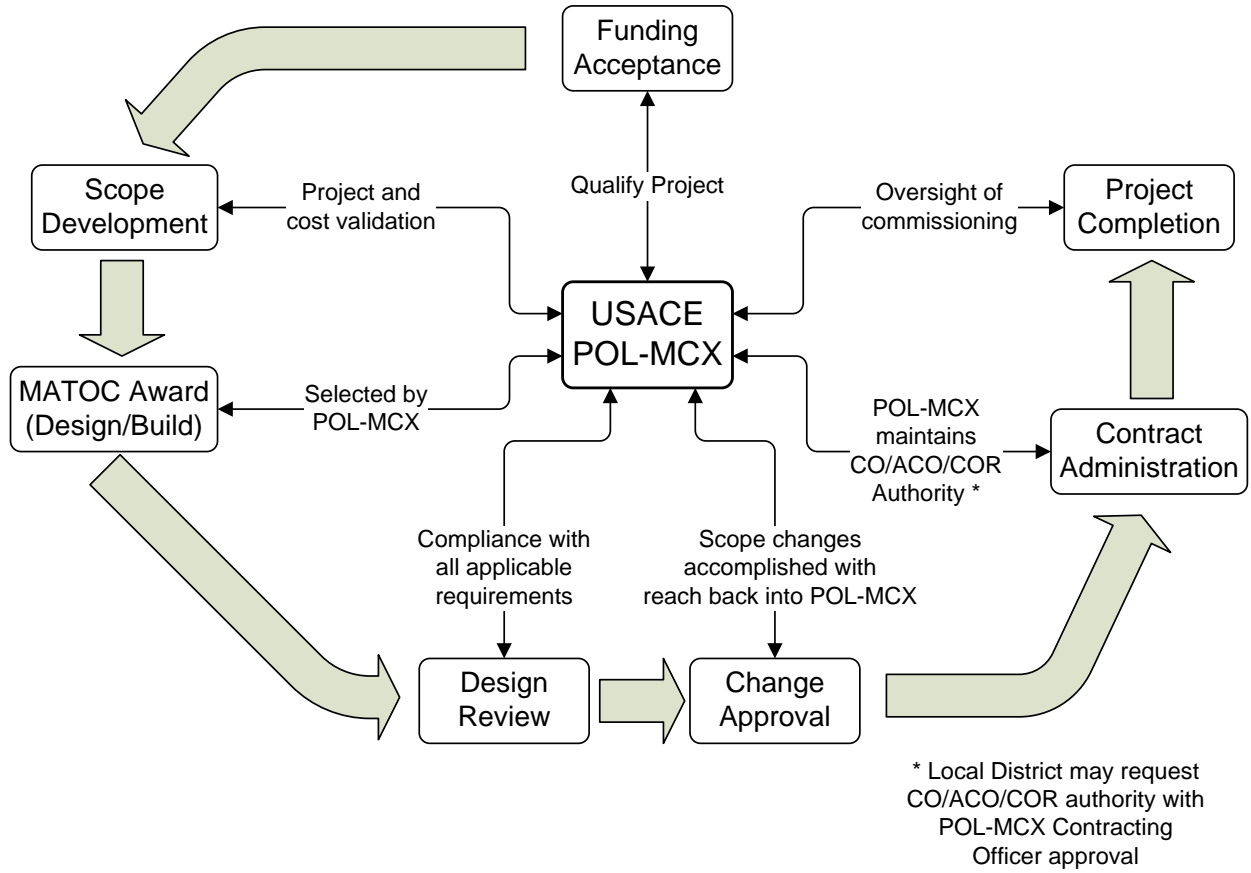 Funding
Acceptance
Scope
Development
Project and
cost validation
Qualify Project
Oversight of
commissioning
Project
Completion
USACE
POL-MCX
MATOC Award
(Design/Build)
Selected by
POL-MCX
POL-MCX
maintains
CO/ACO/COR
Authority *
Contract
Administration
Compliance with
all applicable
requirements
Scope changes
accomplished with
reach back into POL-MCX
Design
Review
Change
Approval
* Local District may request
CO/ACO/COR authority with
POL-MCX Contracting
Officer approval